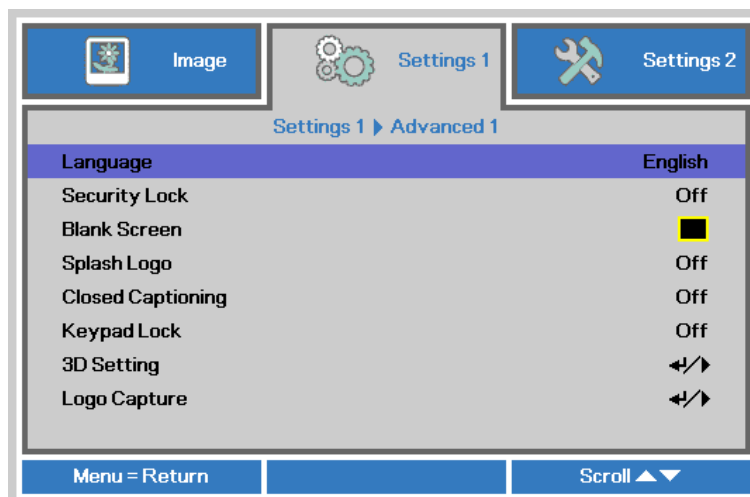 Image
Settings 1
Settings 2
Settings 1 ▶ Advanced 1
Language English
Security Lock Off
Blank Screen
Splash Logo Off
Closed Captioning Off
Keypad Lock Off
3D Setting ↵/▶
Logo Capture ↵/▶
Menu = Return
Scroll ▲▼